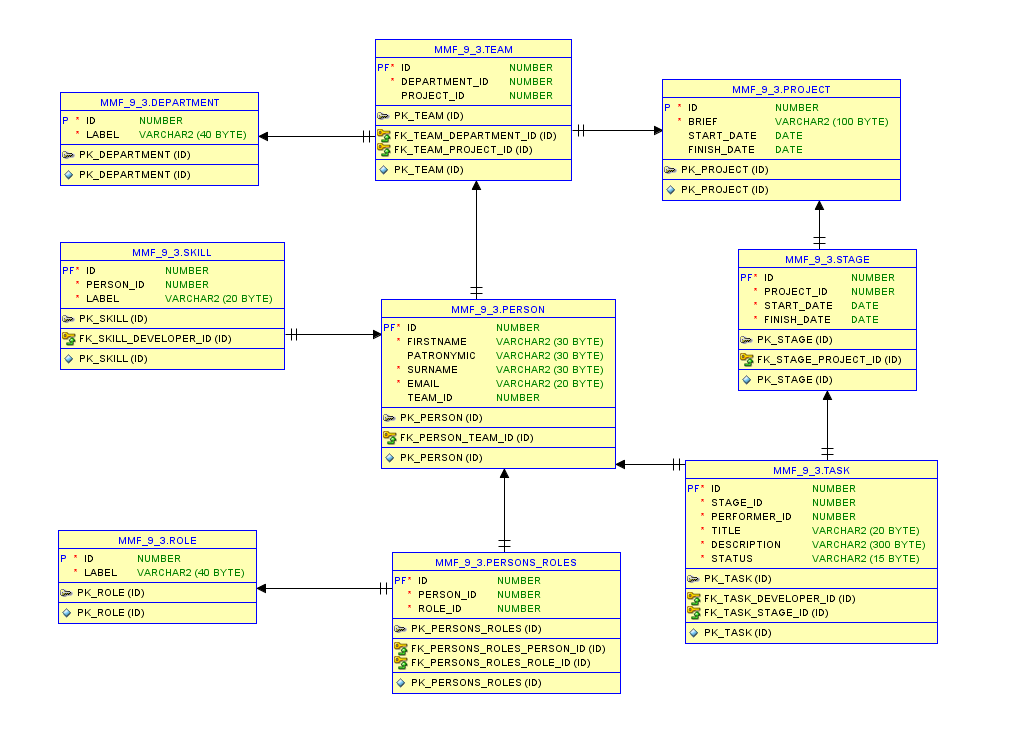 MMF_9_3.TEAM
PF* ID NUMBER
* DEPARTMENT_ID NUMBER
PROJECT_ID NUMBER
PK_TEAM (ID)
FK_TEAM_DEPARTMENT_ID (ID)
FK_TEAM_PROJECT_ID (ID)
PK_TEAM (ID)
MMF_9_3.DEPARTMENT
P * ID NUMBER
* LABEL VARCHAR2 (40 BYTE)
PK_DEPARTMENT (ID)
PK_DEPARTMENT (ID)
MMF_9_3.PROJECT
P * ID NUMBER
* BRIEF VARCHAR2 (100 BYTE)
START_DATE DATE
FINISH_DATE DATE
PK_PROJECT (ID)
PK_PROJECT (ID)
MMF_9_3.SKILL
PF* ID NUMBER
* PERSON_ID NUMBER
* LABEL VARCHAR2 (20 BYTE)
PK_SKILL (ID)
FK_SKILL_DEVELOPER_ID (ID)
PK_SKILL (ID)
MMF_9_3.PERSON
PF* ID NUMBER
* FIRSTNAME VARCHAR2 (30 BYTE)
PATRONYMIC VARCHAR2 (30 BYTE)
* SURNAME VARCHAR2 (30 BYTE)
* EMAIL VARCHAR2 (20 BYTE)
TEAM_ID NUMBER
PK_PERSON (ID)
FK_PERSON_TEAM_ID (ID)
PK_PERSON (ID)
MMF_9_3.STAGE
PF* ID NUMBER
* PROJECT_ID NUMBER
* START_DATE DATE
* FINISH_DATE DATE
PK_STAGE (ID)
FK_STAGE_PROJECT_ID (ID)
PK_STAGE (ID)
MMF_9_3.TASK
PF* ID NUMBER
* STAGE_ID NUMBER
* PERFORMER_ID NUMBER
* TITLE VARCHAR2 (20 BYTE)
* DESCRIPTION VARCHAR2 (300 BYTE)
* STATUS VARCHAR2 (15 BYTE)
PK_TASK (ID)
FK_TASK_DEVELOPER_ID (ID)
FK_TASK_STAGE_ID (ID)
PK_TASK (ID)
MMF_9_3.ROLE
P * ID NUMBER
* LABEL VARCHAR2 (40 BYTE)
PK_ROLE (ID)
PK_ROLE (ID)
MMF_9_3.PERSONS_ROLES
PF* ID NUMBER
* PERSON_ID NUMBER
* ROLE_ID NUMBER
PK_PERSONS_ROLES (ID)
FK_PERSONS_ROLES_PERSON_ID (ID)
FK_PERSONS_ROLES_ROLE_ID (ID)
PK_PERSONS_ROLES (ID)